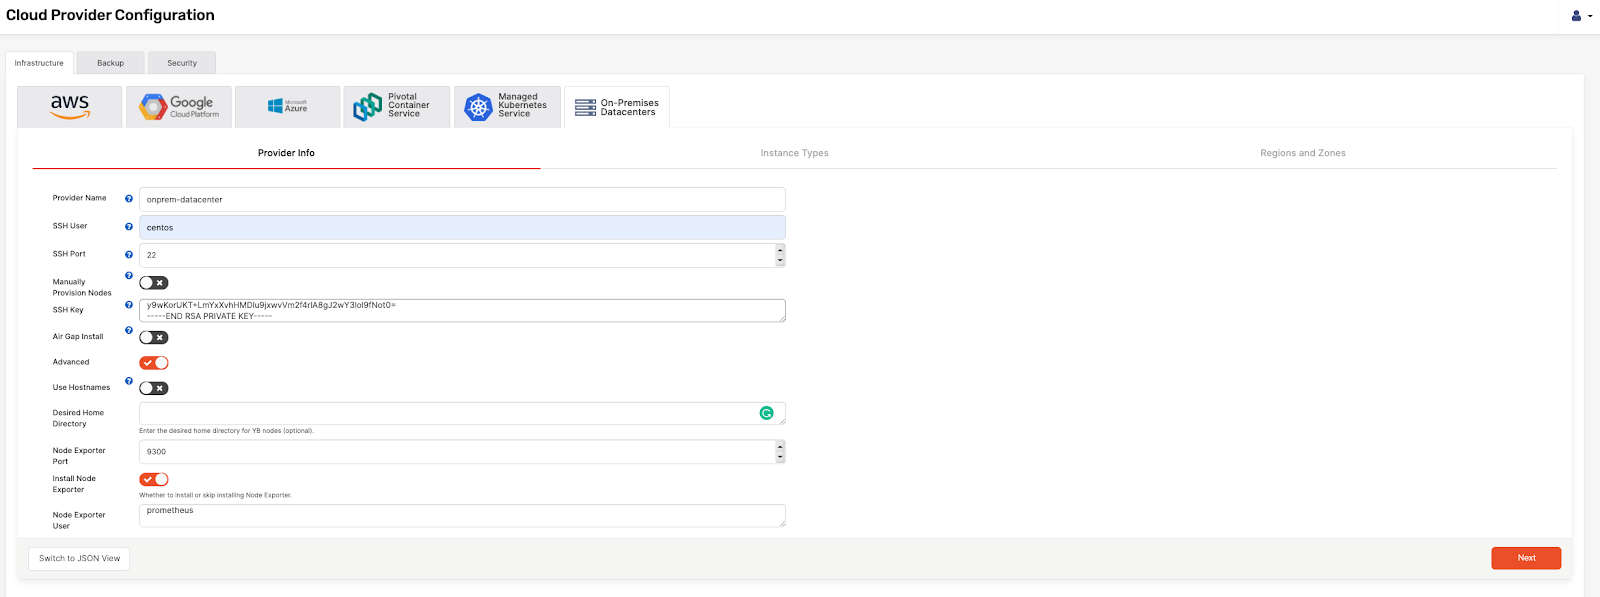 Cloud Provider Configuration
Infrastructure
Backup
Security
aws
Google
Cloud Platform
Microsoft
Azure
Pivotal
Container
Service
Managed
Kubernetes
Service
On-Premises
Datacenters
Provider Info
Instance Types
Regions and Zones
Provider Name
onprem-datacenter
SSH User
centos
SSH Port
22
Manually
Provision Nodes
SSH Key
-----END RSA PRIVATE KEY-----
Air Gap Install
Advanced
Use Hostnames
Desired Home
Directory
Enter the desired home directory for YB nodes (optional).
Node Exporter
Port
9300
Install Node
Exporter
Whether to install or skip installing Node Exporter.
Node Exporter
User
prometheus
Switch to JSON View
Next